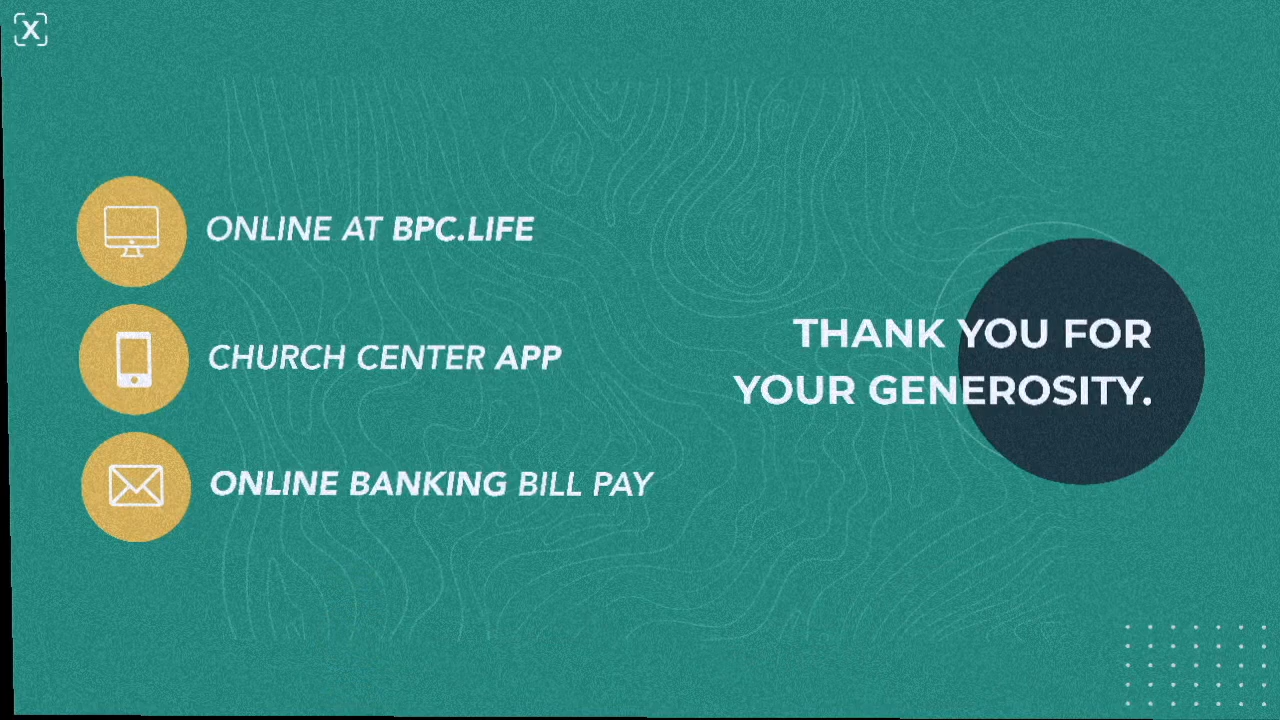 X
ONLINE AT BPC.LIFE
CHURCH CENTER APP
ONLINE BANKING BILL PAY
THANK YOU FOR
YOUR GENEROSITY.